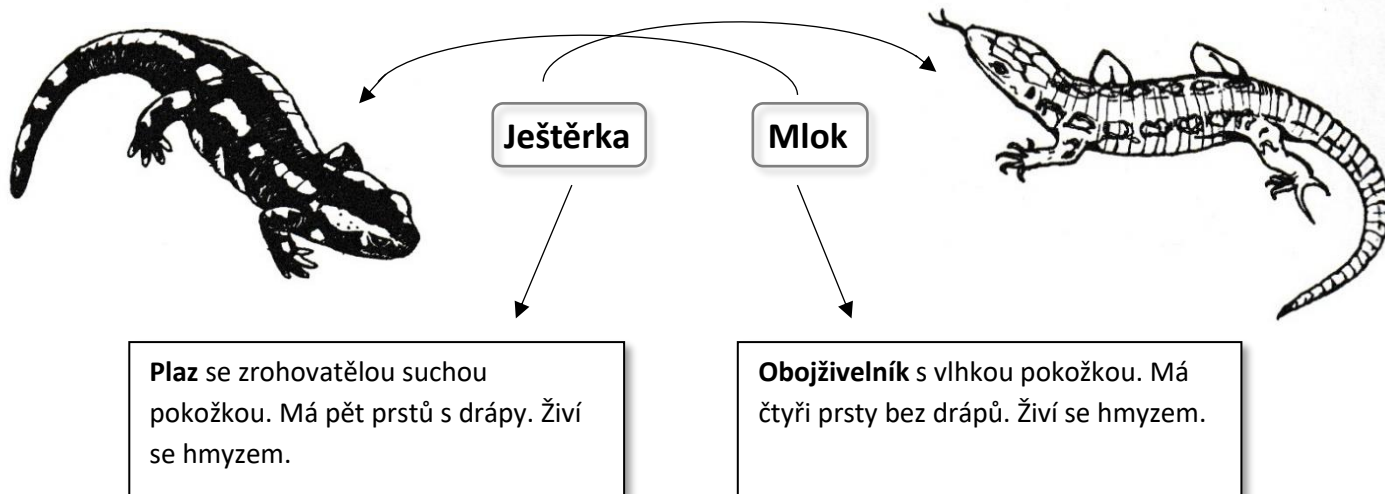 Ještěrka
Mlok
Plaz se zrohovatělou suchou
pokožkou. Má pět prstů s drápy. Živí
se hmyzem.
Obojživelník s vlhkou pokožkou. Má
čtyři prsty bez drápů. Živí se hmyzem.